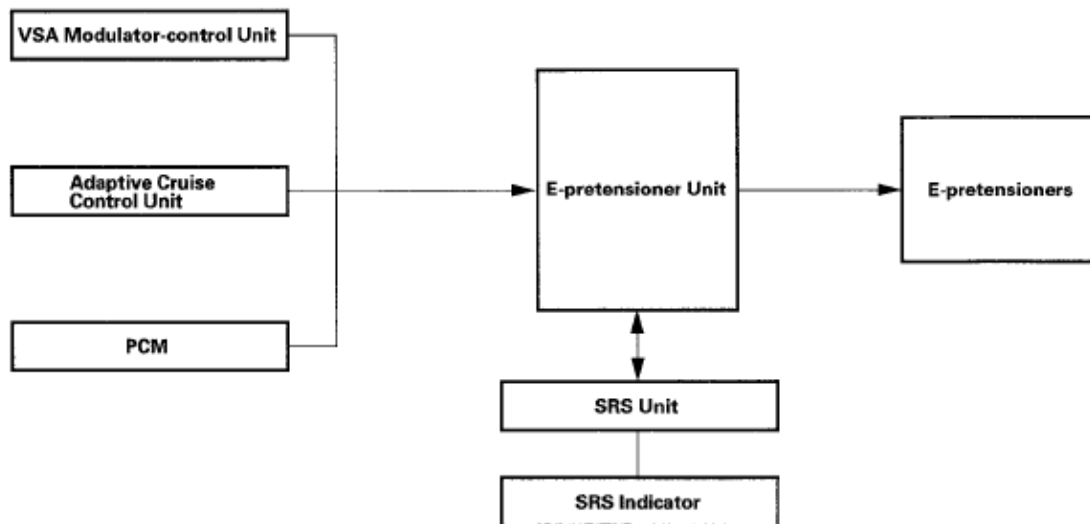 VSA Modulator-control Unit
Adaptive Cruise
Control Unit
E-pretensioner Unit
E-pretensioners
PCM
SRS Unit
SRS Indicator